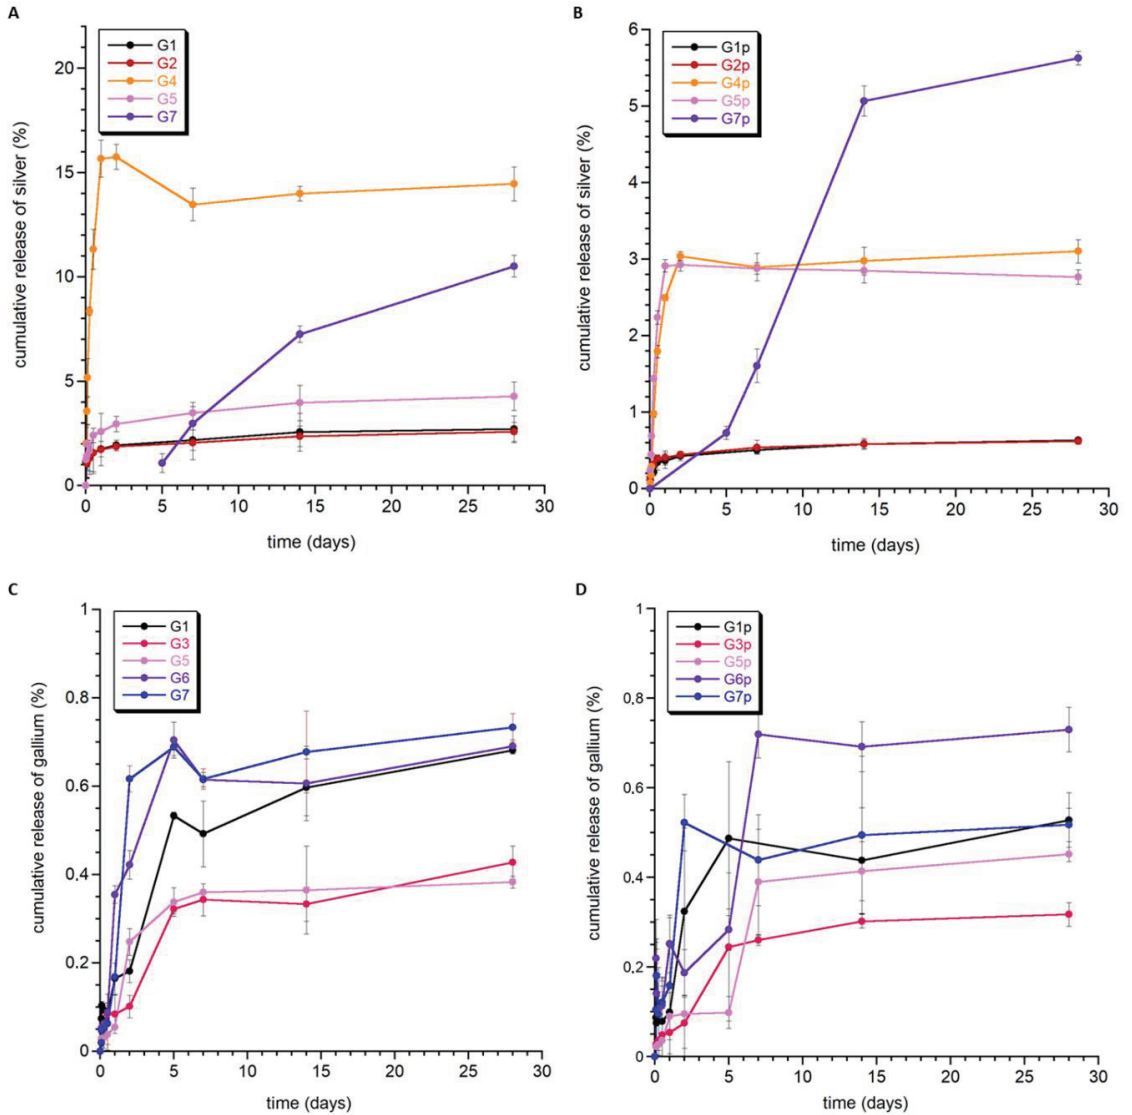 A
cumulative release of silver (%)
20
15
10
5
0
G1
G2
G4
G5
G7
0 5 10 15 20 25 30
time (days)
B
cumulative release of silver (%)
6
5
4
3
2
1
0
G1p
G2p
G4p
G5p
G7p
0 5 10 15 20 25 30
time (days)
C
cumulative release of gallium (%)
1
0.8
0.6
0.4
0.2
0
G1
G3
G5
G6
G7
0 5 10 15 20 25 30
time (days)
D
cumulative release of gallium (%)
1
0.8
0.6
0.4
0.2
0
G1p
G3p
G5p
G6p
G7p
0 5 10 15 20 25 30
time (days)